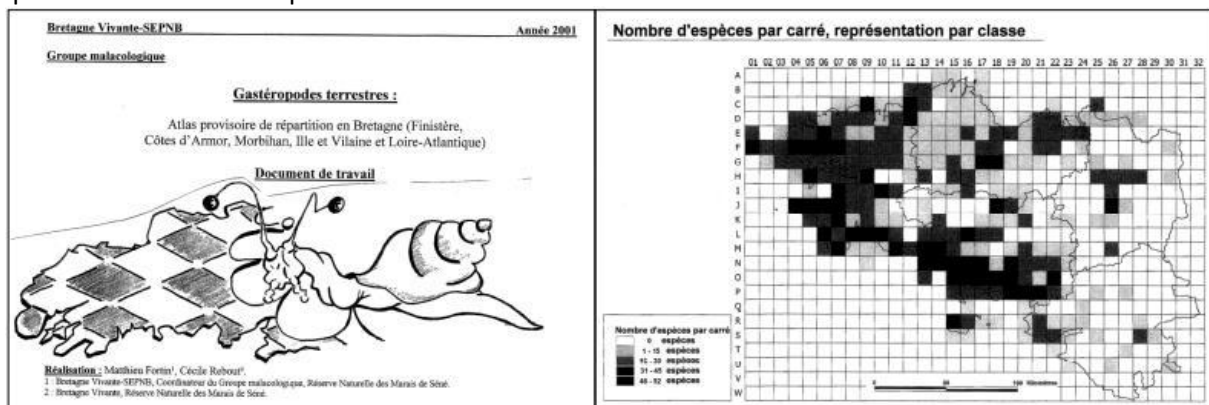 Bretagne Vivante-SEPNB
Année 2001
Groupe malacologique
Gastéropodes terrestres :
Atlas provisoire de répartition en Bretagne (Finistère,
Côtes d'Armor, Morbihan, Ille et Vilaine et Loire-Atlantique)
Document de travail
Réalisation : Matthieu Fortin¹, Cécile Rebout².
1 : Bretagne Vivante-SEPNB, Coordinateur du Groupe malacologique, Réserve Naturelle des Marais de Séné.
2 : Bretagne Vivante, Réserve Naturelle des Marais de Séné.
Nombre d'espèces par carré, représentation par classe
01 02 03 04 05 06 07 08 09 10 11 12 13 14 15 16 17 18 19 20 21 22 23 24 25 26 27 28 29 30 31 32
A
B
C
D
E
F
G
H
I
J
K
L
M
N
O
P
Q
R
S
T
U
V
W
Nombre d'espèces par carré
0 espèces
1 - 15 espèces
16 - 30 espèces
31 - 45 espèces
46 - 52 espèces
0 50 100 Kilomètres